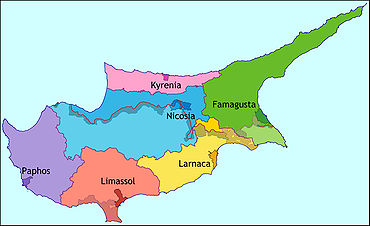 Kyrenia
Famagusta
Nicosia
Larnaca
Paphos
Limassol